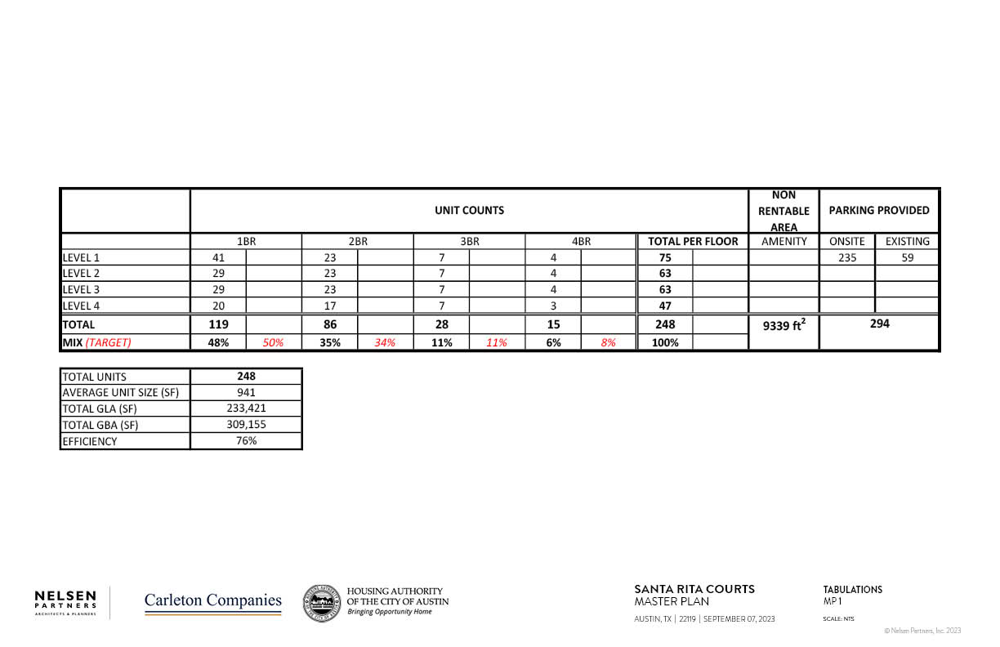 UNIT COUNTS
NON
RENTABLE
AREA
PARKING PROVIDED
1BR 2BR 3BR 4BR TOTAL PER FLOOR AMENITY ONSITE EXISTING
LEVEL 1 41 23 7 4 75 235 59
LEVEL 2 29 23 7 4 63
LEVEL 3 29 23 7 4 63
LEVEL 4 20 17 7 3 47
TOTAL 119 86 28 15 248 9339 ft² 294
MIX (TARGET) 48% 50% 35% 34% 11% 11% 6% 8% 100%
TOTAL UNITS 248
AVERAGE UNIT SIZE (SF) 941
TOTAL GLA (SF) 233,421
TOTAL GBA (SF) 309,155
EFFICIENCY 76%
NELSEN
PARTNERS
ARCHITECTS & PLANNERS
Carleton Companies
HOUSING AUTHORITY
OF THE CITY OF AUSTIN
Bringing Opportunity Home
SANTA RITA COURTS
MASTER PLAN
AUSTIN, TX | 22119 | SEPTEMBER 07, 2023
TABULATIONS
MP 1
SCALE: NTS
© Nelsen Partners, Inc. 2023